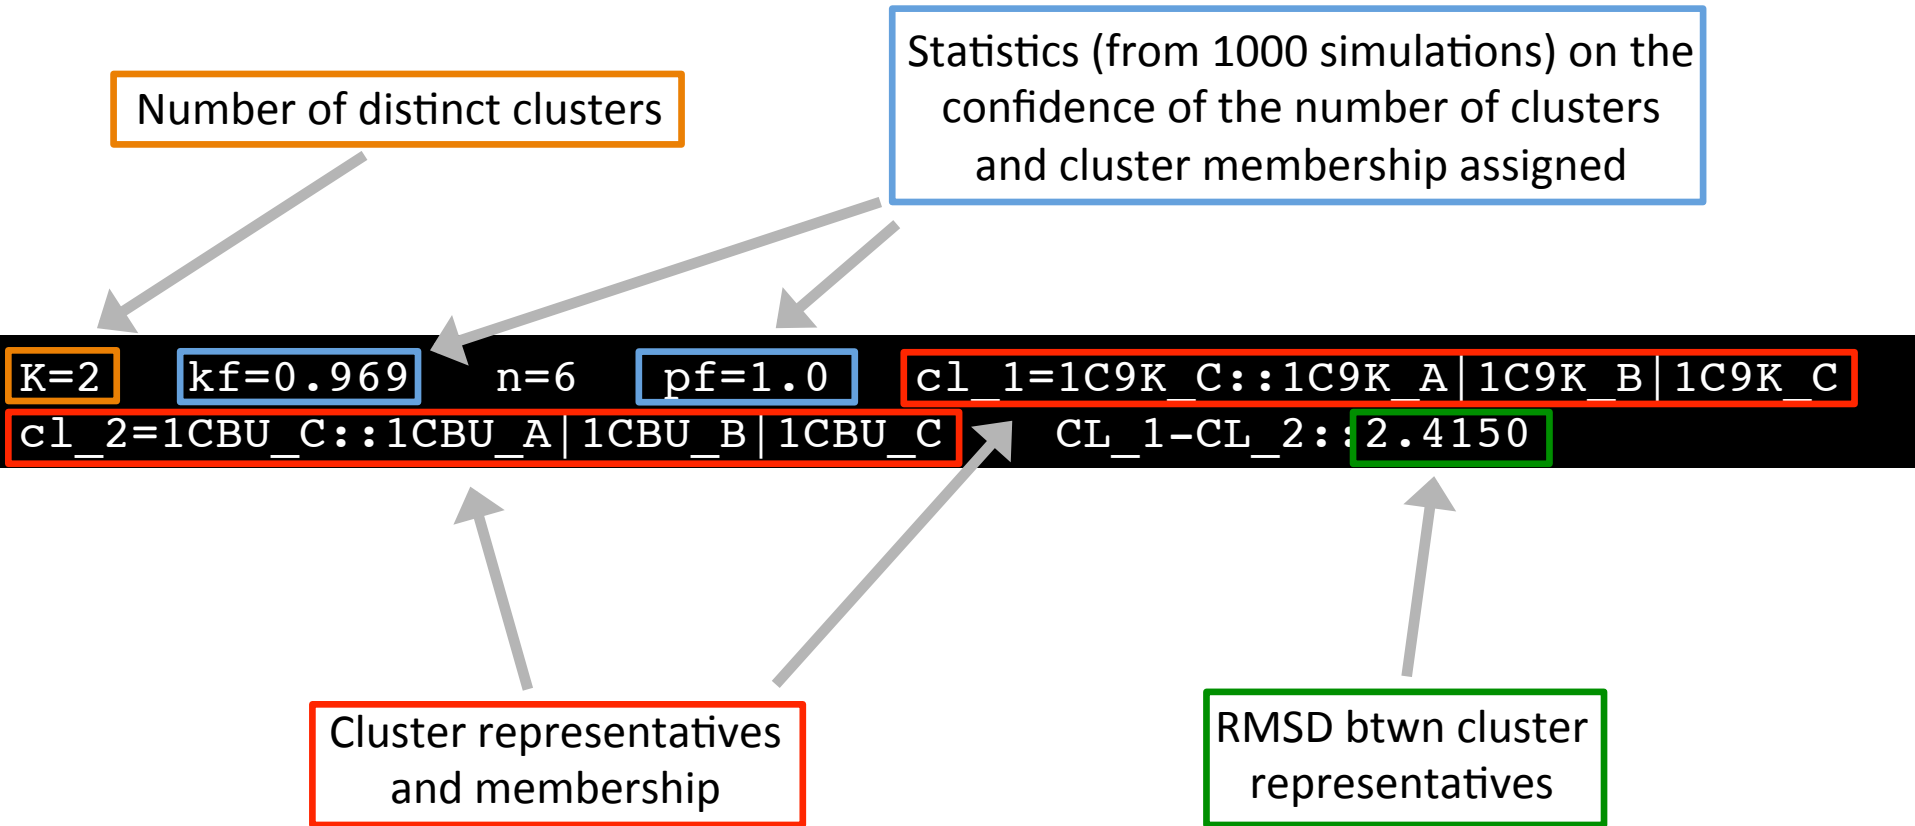 Number of distinct clusters
Statistics (from 1000 simulations) on the
confidence of the number of clusters
and cluster membership assigned
K=2 kf=0.969 n=6 pf=1.0 cl_1=1C9K_C::1C9K_A|1C9K_B|1C9K_C
cl_2=1CBU_C::1CBU_A|1CBU_B|1CBU_C CL_1-CL_2::2.4150
Cluster representatives
and membership
RMSD btwn cluster
representatives